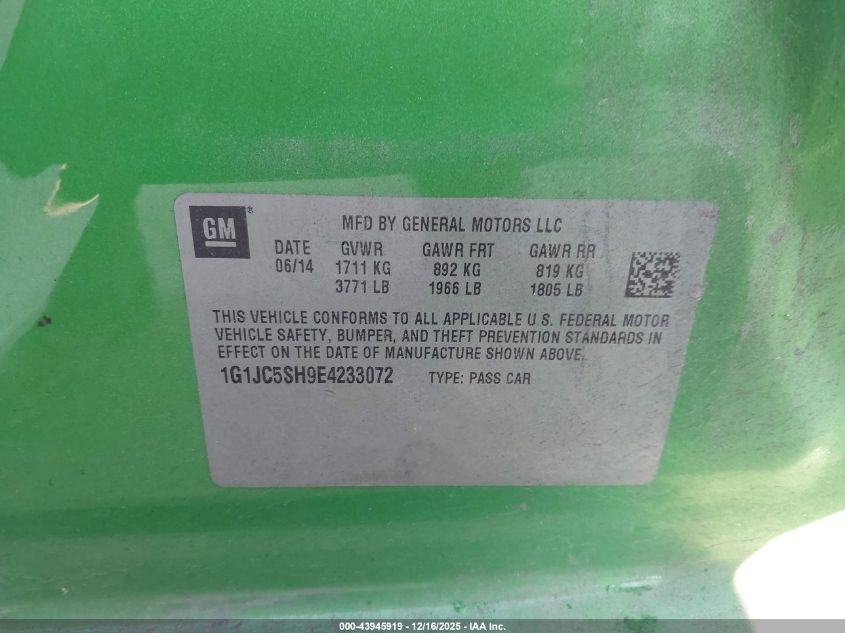 GM®
MFD BY GENERAL MOTORS LLC
DATE GVWR GAWR FRT GAWR RR
06/14 1711 KG 892 KG 819 KG
3771 LB 1966 LB 1805 LB
THIS VEHICLE CONFORMS TO ALL APPLICABLE U.S. FEDERAL MOTOR
VEHICLE SAFETY, BUMPER, AND THEFT PREVENTION STANDARDS IN
EFFECT ON THE DATE OF MANUFACTURE SHOWN ABOVE.
1G1JC5SH9E4233072 TYPE: PASS CAR
000-43945919 - 12/16/2025 - IAA Inc.